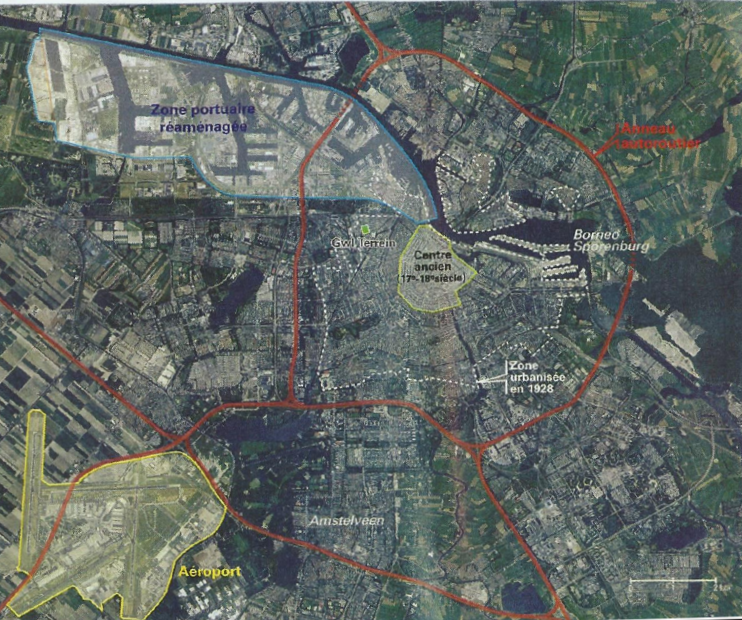 Zone portuaire
réaménagée
Anneau
autoroutier
Borneo
Sporenburg
Gwl Terrein
Centre
ancien
(17e-18e siècle)
Zone
urbanisée
en 1928
Amstelveen
Aéroport